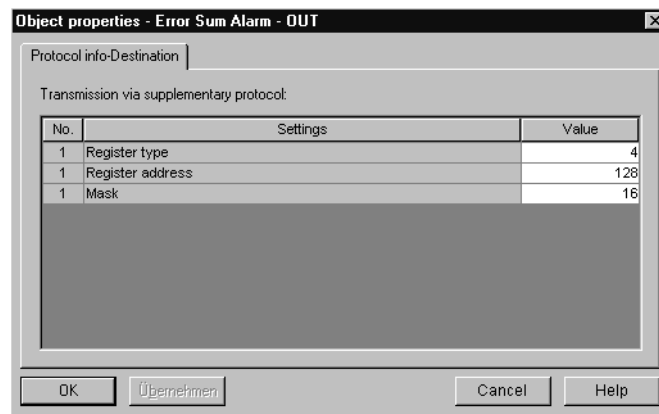 Object properties - Error Sum Alarm - OUT
Protocol info-Destination
Transmission via supplementary protocol:
No. Settings Value
1 Register type 4
1 Register address 128
1 Mask 16
OK Übernehmen Cancel Help